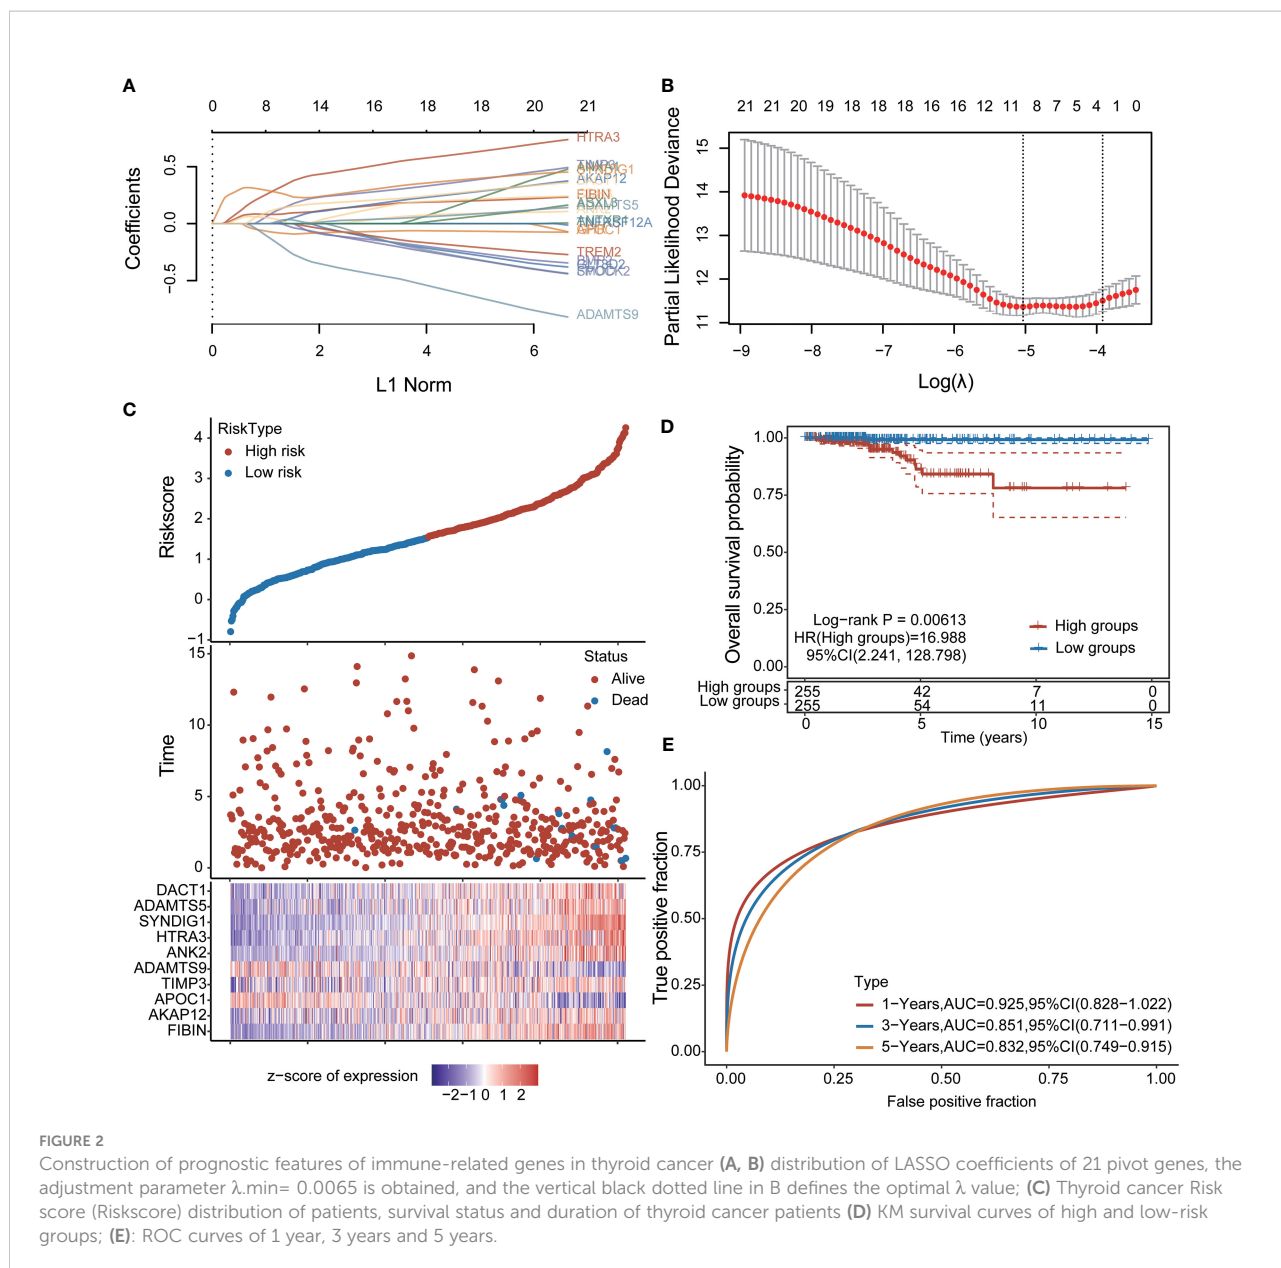 A
0 8 14 16 18 18 20 21
Coefficients
0.5
0.0
−0.5
HTRA3
TIMP3
SYNDIG1
AKAP12
FIBIN
ASXL3
ADAMTS5
TNFRSF12A
APOC1
TREM2
SPOCK2
ADAMTS9
0 2 4 6
L1 Norm
B
21 21 20 19 18 18 18 16 16 12 11 8 7 5 4 1 0
Partial Likelihood Deviance
15
14
13
12
11
−9 −8 −7 −6 −5 −4
Log(λ)
C
RiskType
High risk
Low risk
Riskscore
4
3
2
1
0
−1
Status
Alive
Dead
Time
15
10
5
0
DACT1
ADAMTS5
SYNDIG1
HTRA3
ANK2
ADAMTS9
TIMP3
APOC1
AKAP12
FIBIN
z−score of expression
−2−1 0 1 2
D
Overall survival probability
1.00
0.75
0.50
0.25
0.00
Log−rank P = 0.00613
HR(High groups)=16.988
95%CI(2.241, 128.798)
High groups
Low groups
High groups 255 42 7 0
Low groups 255 54 11 0
0 5 10 15
Time (years)
E
True positive fraction
1.00
0.75
0.50
0.25
0.00
Type
1−Years,AUC=0.925,95%CI(0.828−1.022)
3−Years,AUC=0.851,95%CI(0.711−0.991)
5−Years,AUC=0.832,95%CI(0.749−0.915)
0.00 0.25 0.50 0.75 1.00
False positive fraction
FIGURE 2
Construction of prognostic features of immune-related genes in thyroid cancer (A, B) distribution of LASSO coefficients of 21 pivot genes, the
adjustment parameter λ.min= 0.0065 is obtained, and the vertical black dotted line in B defines the optimal λ value; (C) Thyroid cancer Risk
score (Riskscore) distribution of patients, survival status and duration of thyroid cancer patients (D) KM survival curves of high and low-risk
groups; (E): ROC curves of 1 year, 3 years and 5 years.